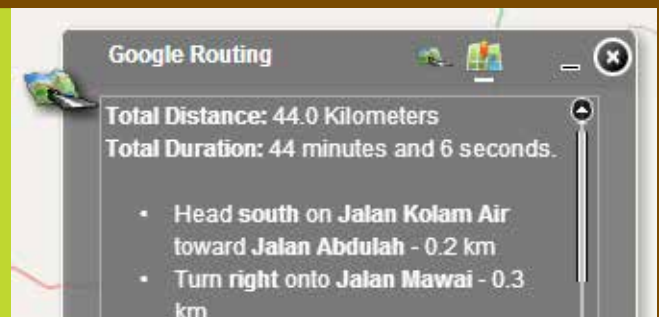 Google Routing
Total Distance: 44.0 Kilometers
Total Duration: 44 minutes and 6 seconds.
• Head south on Jalan Kolam Air
toward Jalan Abdulah - 0.2 km
• Turn right onto Jalan Mawai - 0.3
km